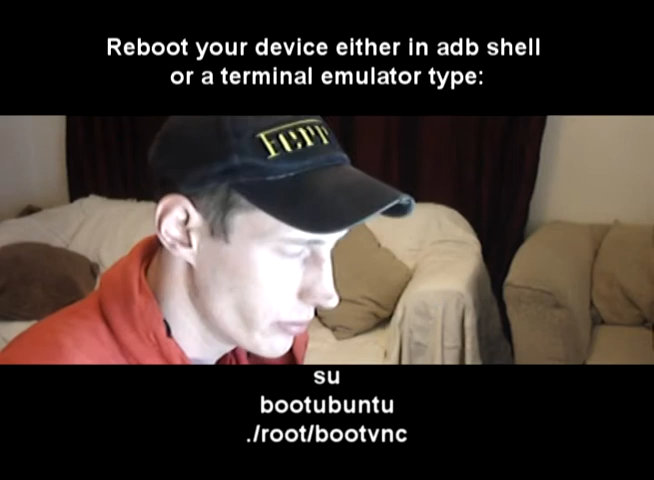 Reboot your device either in adb shell
or a terminal emulator type:
su
bootubuntu
./root/bootvnc